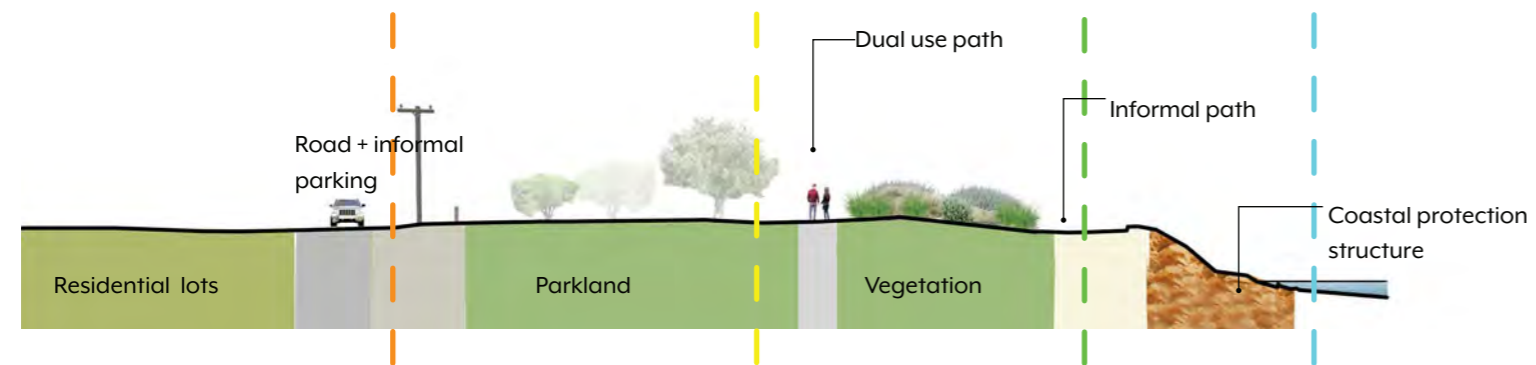 Dual use path
Informal path
Road + informal
parking
Coastal protection
structure
Residential lots
Parkland
Vegetation